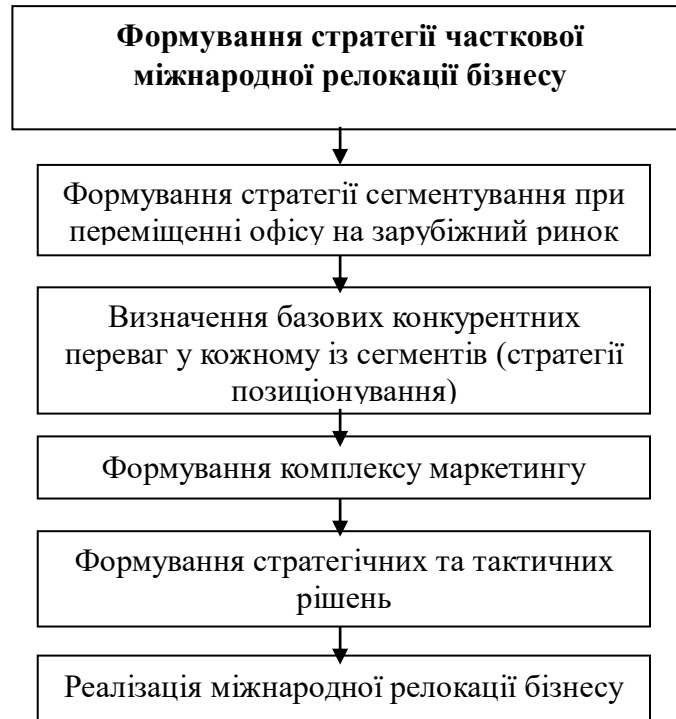 Формування стратегії часткової
міжнародної релокації бізнесу
Формування стратегії сегментування при
переміщенні офісу на зарубіжний ринок
Визначення базових конкурентних
переваг у кожному із сегментів (стратегії
позиціонування)
Формування комплексу маркетингу
Формування стратегічних та тактичних
рішень
Реалізація міжнародної релокації бізнесу